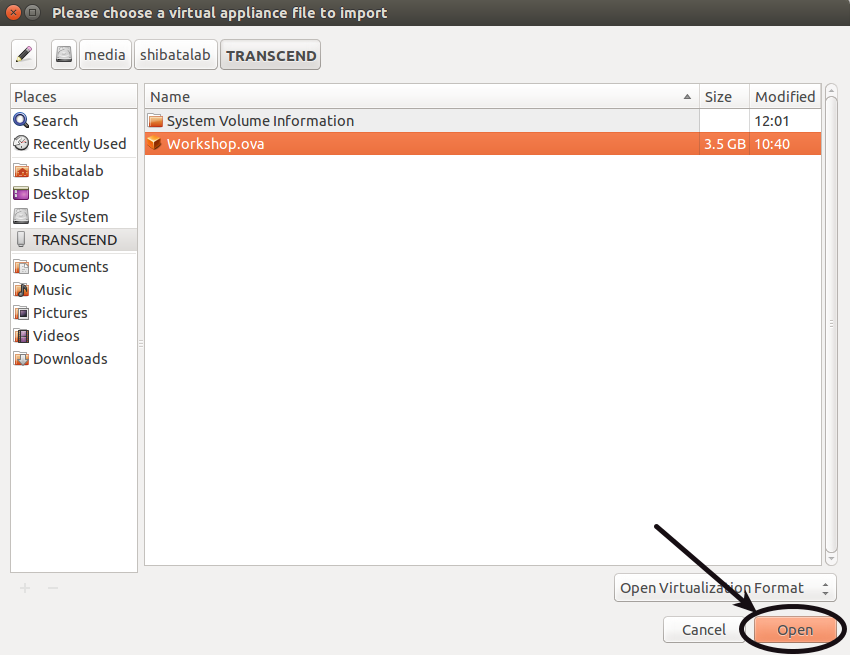 Please choose a virtual appliance file to import
media shibatalab TRANSCEND
Places
Search
Recently Used
shibatalab
Desktop
File System
TRANSCEND
Documents
Music
Pictures
Videos
Downloads
Name Size Modified
System Volume Information 12:01
Workshop.ova 3.5 GB 10:40
Open Virtualization Format
Cancel Open